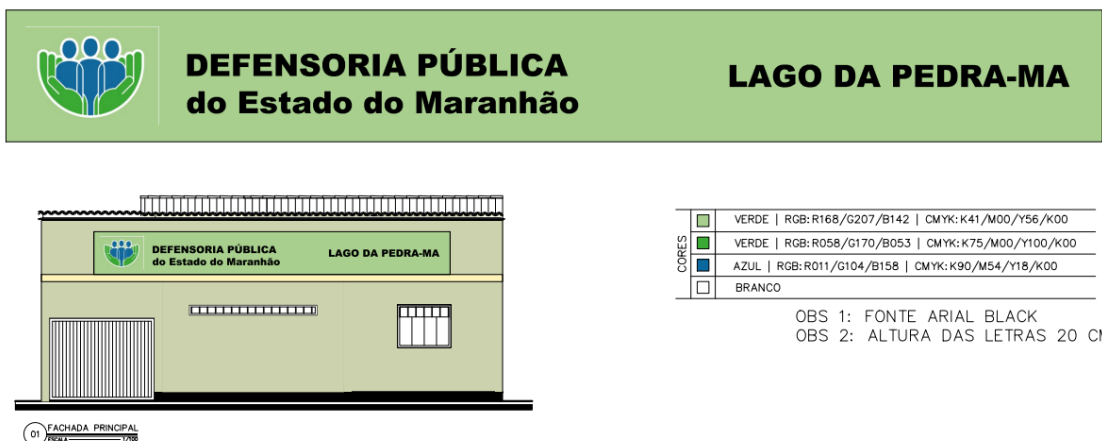 DEFENSORIA PÚBLICA
do Estado do Maranhão
LAGO DA PEDRA-MA
DEFENSORIA PÚBLICA
do Estado do Maranhão
LAGO DA PEDRA-MA
CORES
VERDE | RGB: R168/G207/B142 | CMYK: K41/M00/Y56/K00
VERDE | RGB: R058/G170/B053 | CMYK: K75/M00/Y100/K00
AZUL | RGB: R011/G104/B158 | CMYK: K90/M54/Y18/K00
BRANCO
OBS 1: FONTE ARIAL BLACK
OBS 2: ALTURA DAS LETRAS 20 CM
01 FACHADA PRINCIPAL
ESCALA 1/100